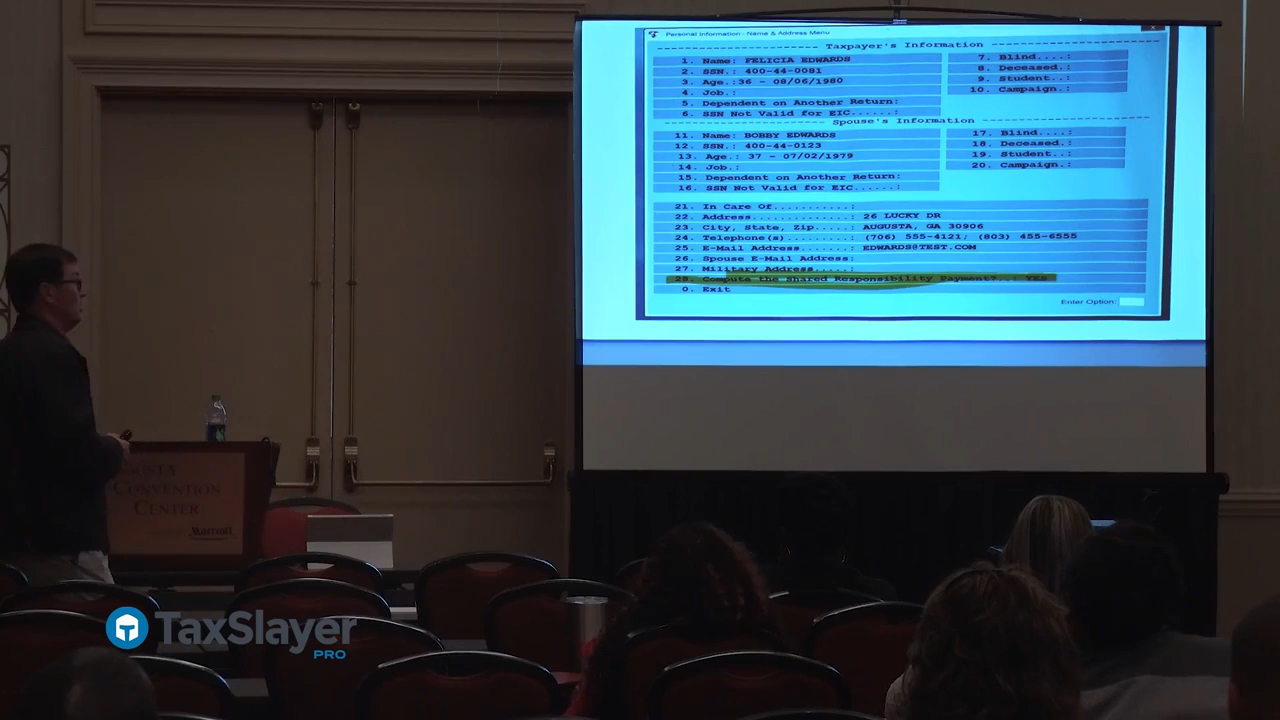 Personal Information - Name & Address Menu
Taxpayer's Information
1. Name: FELICIA EDWARDS
2. SSN.: 400-44-0081
3. Age.:36 - 08/06/1980
4. Job.:
5. Dependent on Another Return:
6. SSN Not Valid for EIC......:
7. Blind....:
8. Deceased.:
9. Student..:
10. Campaign.:
Spouse's Information
11. Name: BOBBY EDWARDS
12. SSN.: 400-44-0123
13. Age.: 37 - 07/02/1979
14. Job.:
15. Dependent on Another Return:
16. SSN Not Valid for EIC......:
17. Blind....:
18. Deceased.:
19. Student..:
20. Campaign.:
21. In Care Of...........:
22. Address..............: 26 LUCKY DR
23. City, State, Zip.....: AUGUSTA, GA 30906
24. Telephone(s).........: (706) 555-4121; (803) 455-6555
25. E-Mail Address.......: EDWARDS@TEST.COM
26. Spouse E-Mail Address:
27. Military Address.....:
28. Compute the Shared Responsibility Payment?..: YES
0. Exit
Enter Option:
CONVENTION
CENTER
Marriott
TaxSlayer
PRO